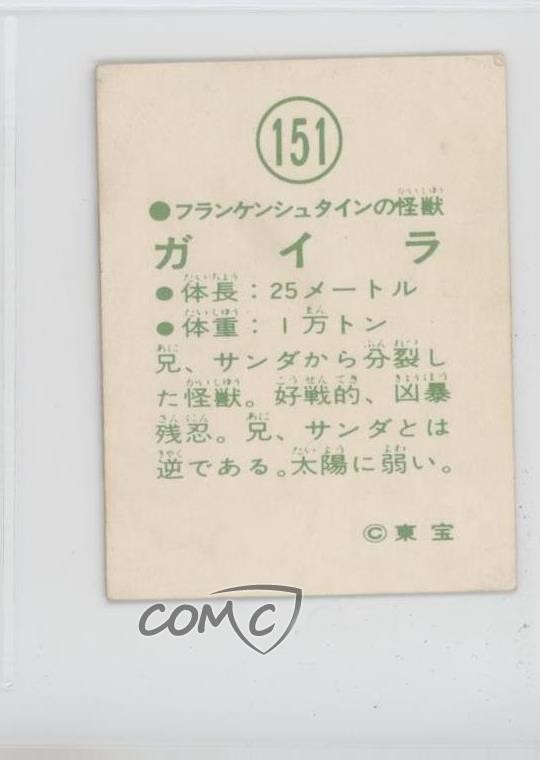 151
●フランケンシュタインの怪獣
ガイラ
●体長：25メートル
●体重：1万トン
兄、サンダから分裂し
た怪獣。好戦的、凶暴
残忍。兄、サンダとは
逆である。太陽に弱い。
©東宝
COMC